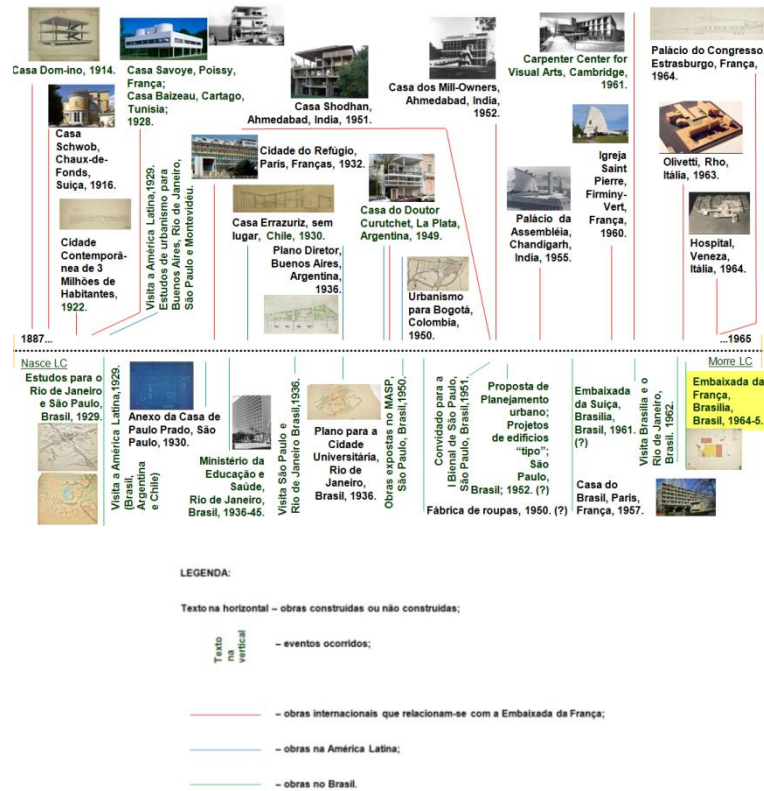 Casa Dom-ino, 1914.
Casa
Schwob,
Chaux-de-
Fonds,
Suiça, 1916.
Cidade
Contemporâ-
nea de 3
Milhões de
Habitantes,
1922.
Casa Savoye, Poissy,
França;
Casa Baizeau, Cartago,
Tunisia;
1928.
Visita a América Latina,1929.
Estudos de urbanismo para
Buenos Aires, Rio de Janeiro,
São Paulo e Montevidéu.
Casa Shodhan,
Ahmedabad, India, 1951.
Cidade do Refúgio,
Paris, Franças, 1932.
Casa Errazuriz, sem
lugar, Chile, 1930.
Plano Diretor,
Buenos Aires,
Argentina,
1936.
Casa do Doutor
Curutchet, La Plata,
Argentina, 1949.
Casa dos Mill-Owners,
Ahmedabad, India,
1952.
Urbanismo
para Bogotá,
Colombia,
1950.
Palácio da
Assembléia,
Chandigarh,
India, 1955.
Carpenter Center for
Visual Arts, Cambridge,
1961.
Igreja
Saint
Pierre,
Firminy-
Vert,
França,
1960.
Palácio do Congresso,
Estrasburgo, França,
1964.
Olivetti, Rho,
Itália, 1963.
Hospital,
Veneza,
Itália, 1964.
1887...
...1965
Nasce LC
Morre LC
Estudos para o
Rio de Janeiro
e São Paulo,
Brasil, 1929.
Visita a América Latina,1929.
(Brasil,
Argentina
e Chile)
Anexo da Casa de
Paulo Prado, São
Paulo, 1930.
Ministério da
Educação e
Saúde,
Rio de Janeiro,
Brasil, 1936-45.
Visita São Paulo e
Rio de Janeiro Brasil,1936.
Plano para a
Cidade
Universitária,
Rio de
Janeiro,
Brasil, 1936.
Obras expostas no MASP,
São Paulo, Brasil,1950.
Convidado para a
I Bienal de São Paulo,
São Paulo, Brasil,1951.
Proposta de
Planejamento
urbano;
Projetos
de edifícios
“tipo”;
São
Paulo,
Brasil; 1952. (?)
Fábrica de roupas, 1950. (?)
Embaixada
da Suiça,
Brasília,
Brasil, 1961.
(?)
Visita Brasília e o
Rio de Janeiro,
Brasil. 1962.
Casa do
Brasil, Paris,
França, 1957.
Embaixada da
França,
Brasília,
Brasil, 1964-5.
LEGENDA:
Texto na horizontal – obras construídas ou não construídas;
Texto
na
vertical
– eventos ocorridos;
– obras internacionais que relacionam-se com a Embaixada da França;
– obras na América Latina;
– obras no Brasil.